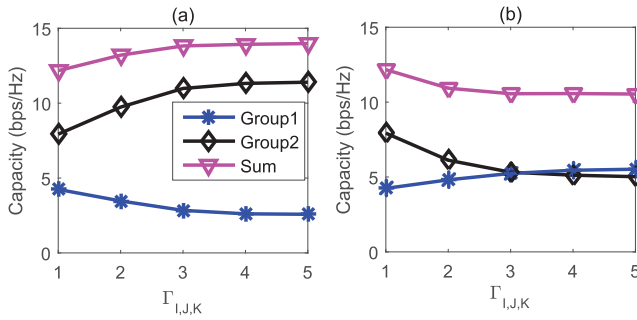 (a)
15
10
5
0
Capacity (bps/Hz)
1 2 3 4 5
Γ_{I,J,K}
Group1
Group2
Sum
(b)
15
10
5
0
Capacity (bps/Hz)
1 2 3 4 5
Γ_{I,J,K}